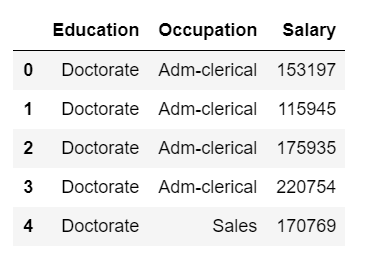 Education Occupation Salary
0 Doctorate Adm-clerical 153197
1 Doctorate Adm-clerical 115945
2 Doctorate Adm-clerical 175935
3 Doctorate Adm-clerical 220754
4 Doctorate Sales 170769